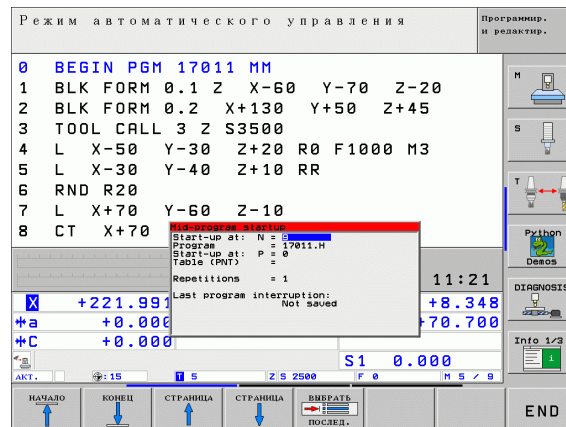 Режим автоматического управления
Программир.
и редактир.
0 BEGIN PGM 17011 MM
1 BLK FORM 0.1 Z X-60 Y-70 Z-20
2 BLK FORM 0.2 X+130 Y+50 Z+45
3 TOOL CALL 3 Z S3500
4 L X-50 Y-30 Z+20 R0 F1000 M3
5 L X-30 Y-40 Z+10 RR
6 RND R20
7 L X+70 Y-60 Z-10
8 CT X+70
Mid-program startup
Start-up at: N = 9
Program = 17011.H
Start-up at: P = 0
Table (PNT) =
Repetitions = 1
Last program interruption:
Not saved
11:21
X +221.991
+8.348
a +0.000
+70.700
C +0.000
S1 0.000
АКТ. : 15 T 5 Z S 2500 F 0 M 5 / 9
M
S
T
Python
Demos
DIAGNOSIS
Info 1/3
НАЧАЛО
КОНЕЦ
СТРАНИЦА
СТРАНИЦА
ВЫБРАТЬ
ПОСЛЕД.
END